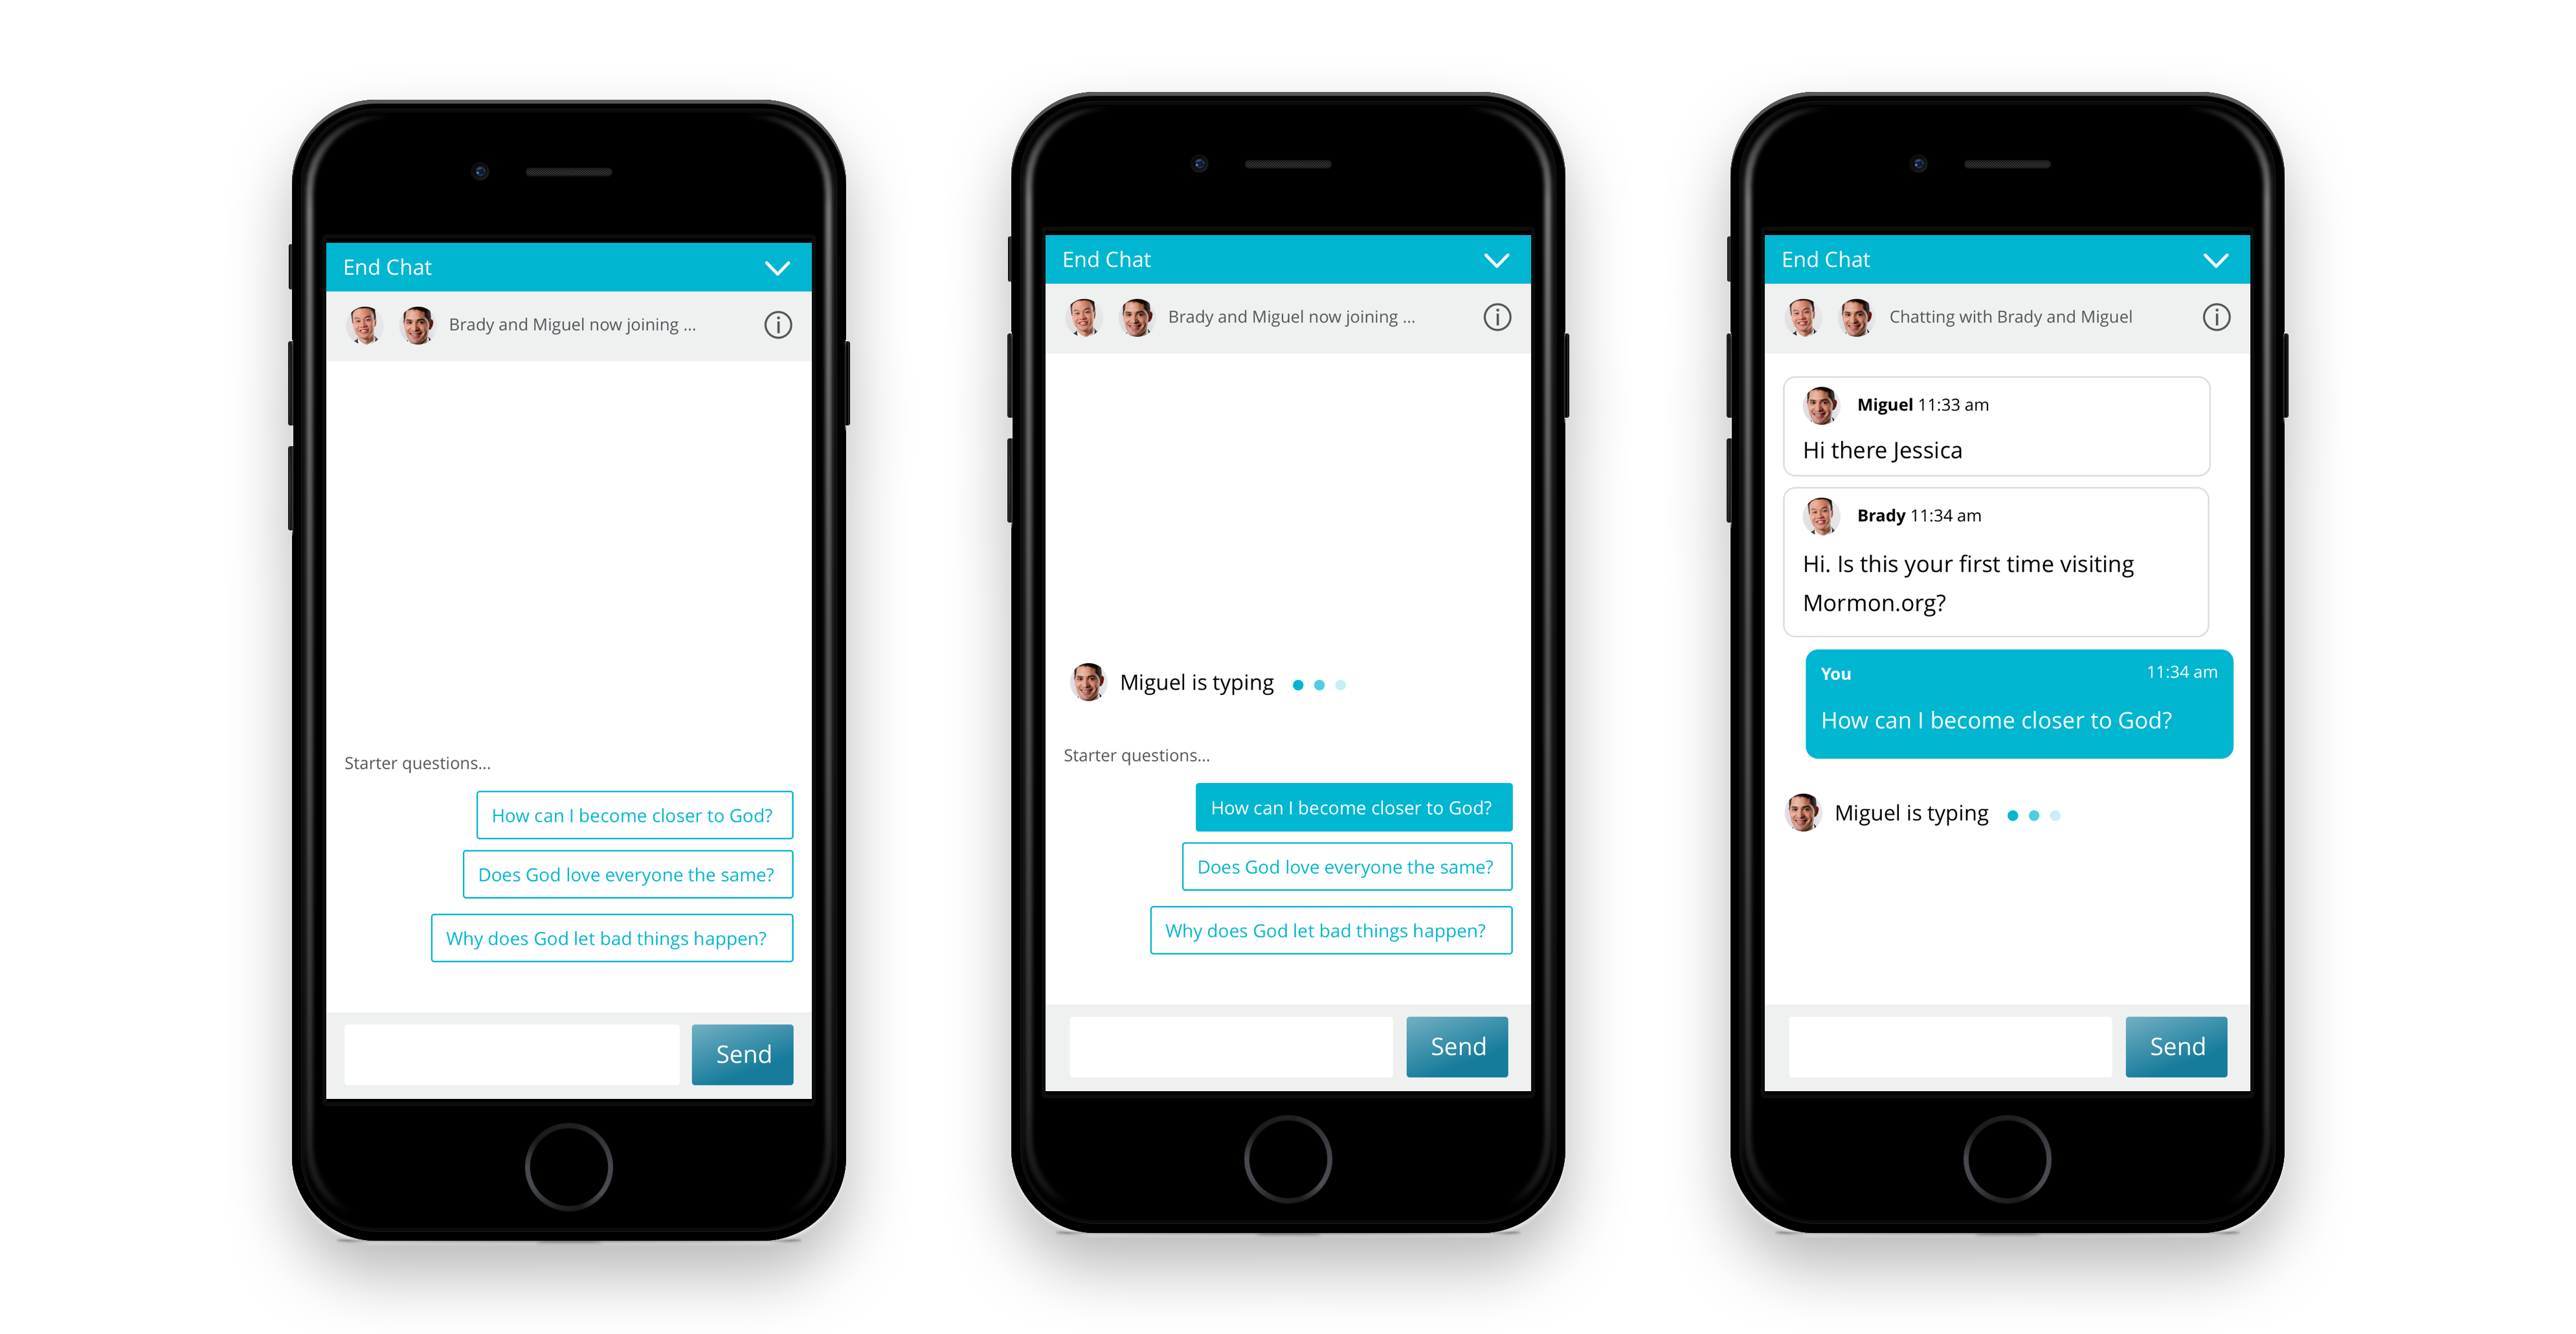 End Chat
Brady and Miguel now joining ...
Starter questions...
How can I become closer to God?
Does God love everyone the same?
Why does God let bad things happen?
Send
End Chat
Brady and Miguel now joining ...
Miguel is typing
Starter questions...
How can I become closer to God?
Does God love everyone the same?
Why does God let bad things happen?
Send
End Chat
Chatting with Brady and Miguel
Miguel 11:33 am
Hi there Jessica
Brady 11:34 am
Hi. Is this your first time visiting
Mormon.org?
You 11:34 am
How can I become closer to God?
Miguel is typing
Send